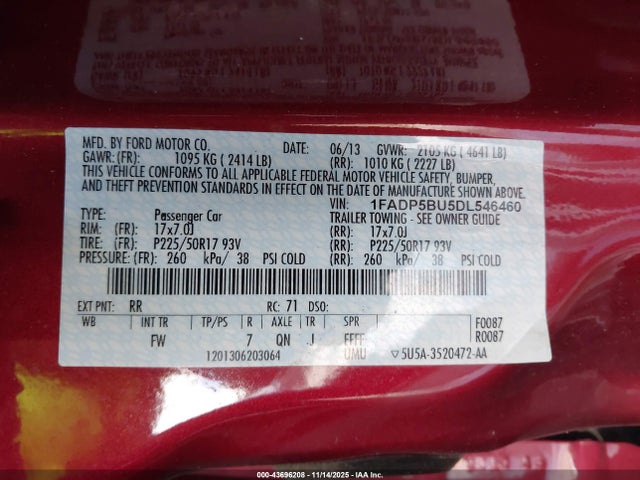 MFD. BY FORD MOTOR CO. DATE: 06/13 GVWR: 2105 KG ( 4641 LB)
GAWR: (FR): 1095 KG ( 2414 LB) (RR): 1010 KG ( 2227 LB)
THIS VEHICLE CONFORMS TO ALL APPLICABLE FEDERAL MOTOR VEHICLE SAFETY, BUMPER,
AND THEFT PREVENTION STANDARDS IN EFFECT ON THE DATE OF MANUFACTURE SHOWN ABOVE.
VIN: 1FADP5BU5DL546460
TYPE: Passenger Car TRAILER TOWING - SEE OWNER GUIDE
RIM: (FR): 17x7.0J (RR): 17x7.0J
TIRE: (FR): P225/50R17 93V (RR): P225/50R17 93V
PRESSURE: (FR): 260 kPa/ 38 PSI COLD (RR): 260 kPa/ 38 PSI COLD
EXT PNT: RR RC: 71 DSO:
WB INT TR TP/PS R AXLE TR SPR F0087
FW 7 QN J FFFF R0087
1201306203064 UMU 5U5A-3520472-AA
00-43696208 - 11/14/2025 - IAA Inc.